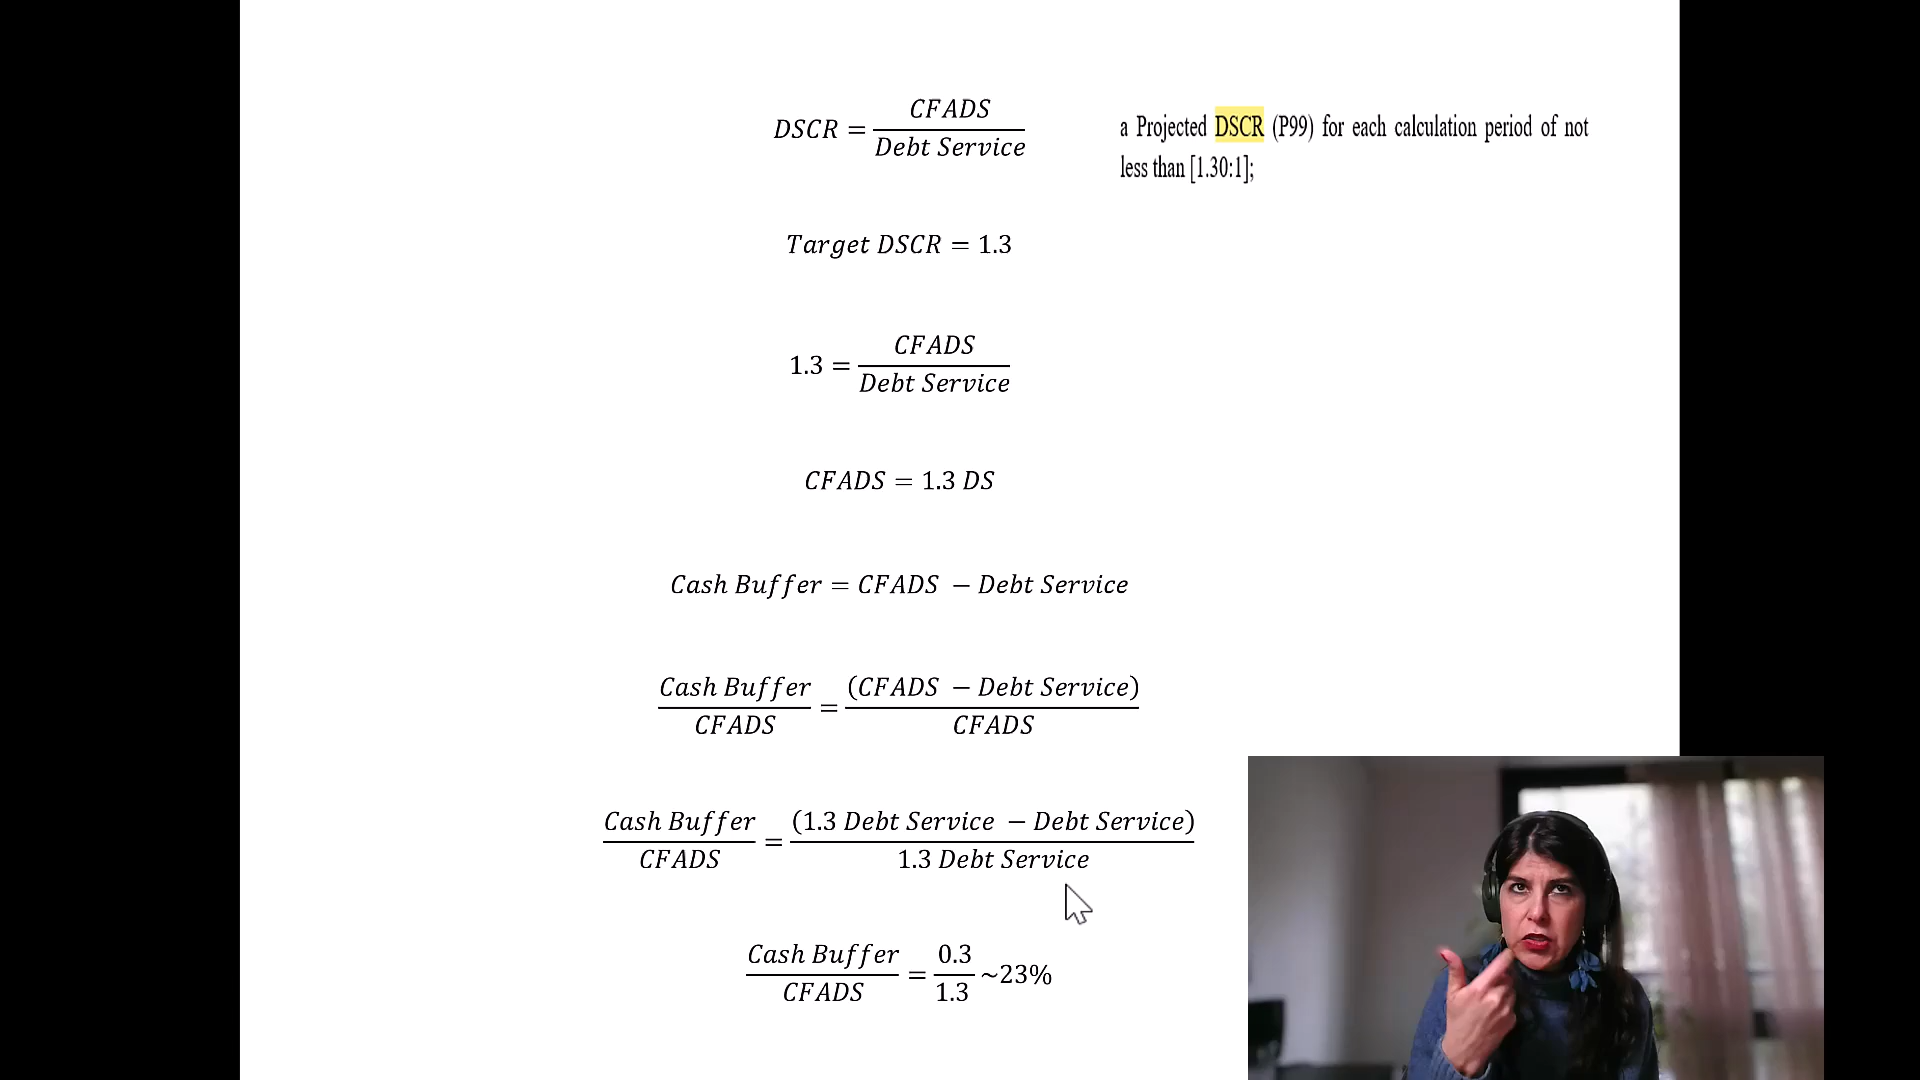 DSCR = CFADS / Debt Service
a Projected DSCR (P99) for each calculation period of not
less than [1.30:1];
Target DSCR = 1.3
1.3 = CFADS / Debt Service
CFADS = 1.3 DS
Cash Buffer = CFADS − Debt Service
Cash Buffer / CFADS = (CFADS − Debt Service) / CFADS
Cash Buffer / CFADS = (1.3 Debt Service − Debt Service) / 1.3 Debt Service
Cash Buffer / CFADS = 0.3 / 1.3 ~23%